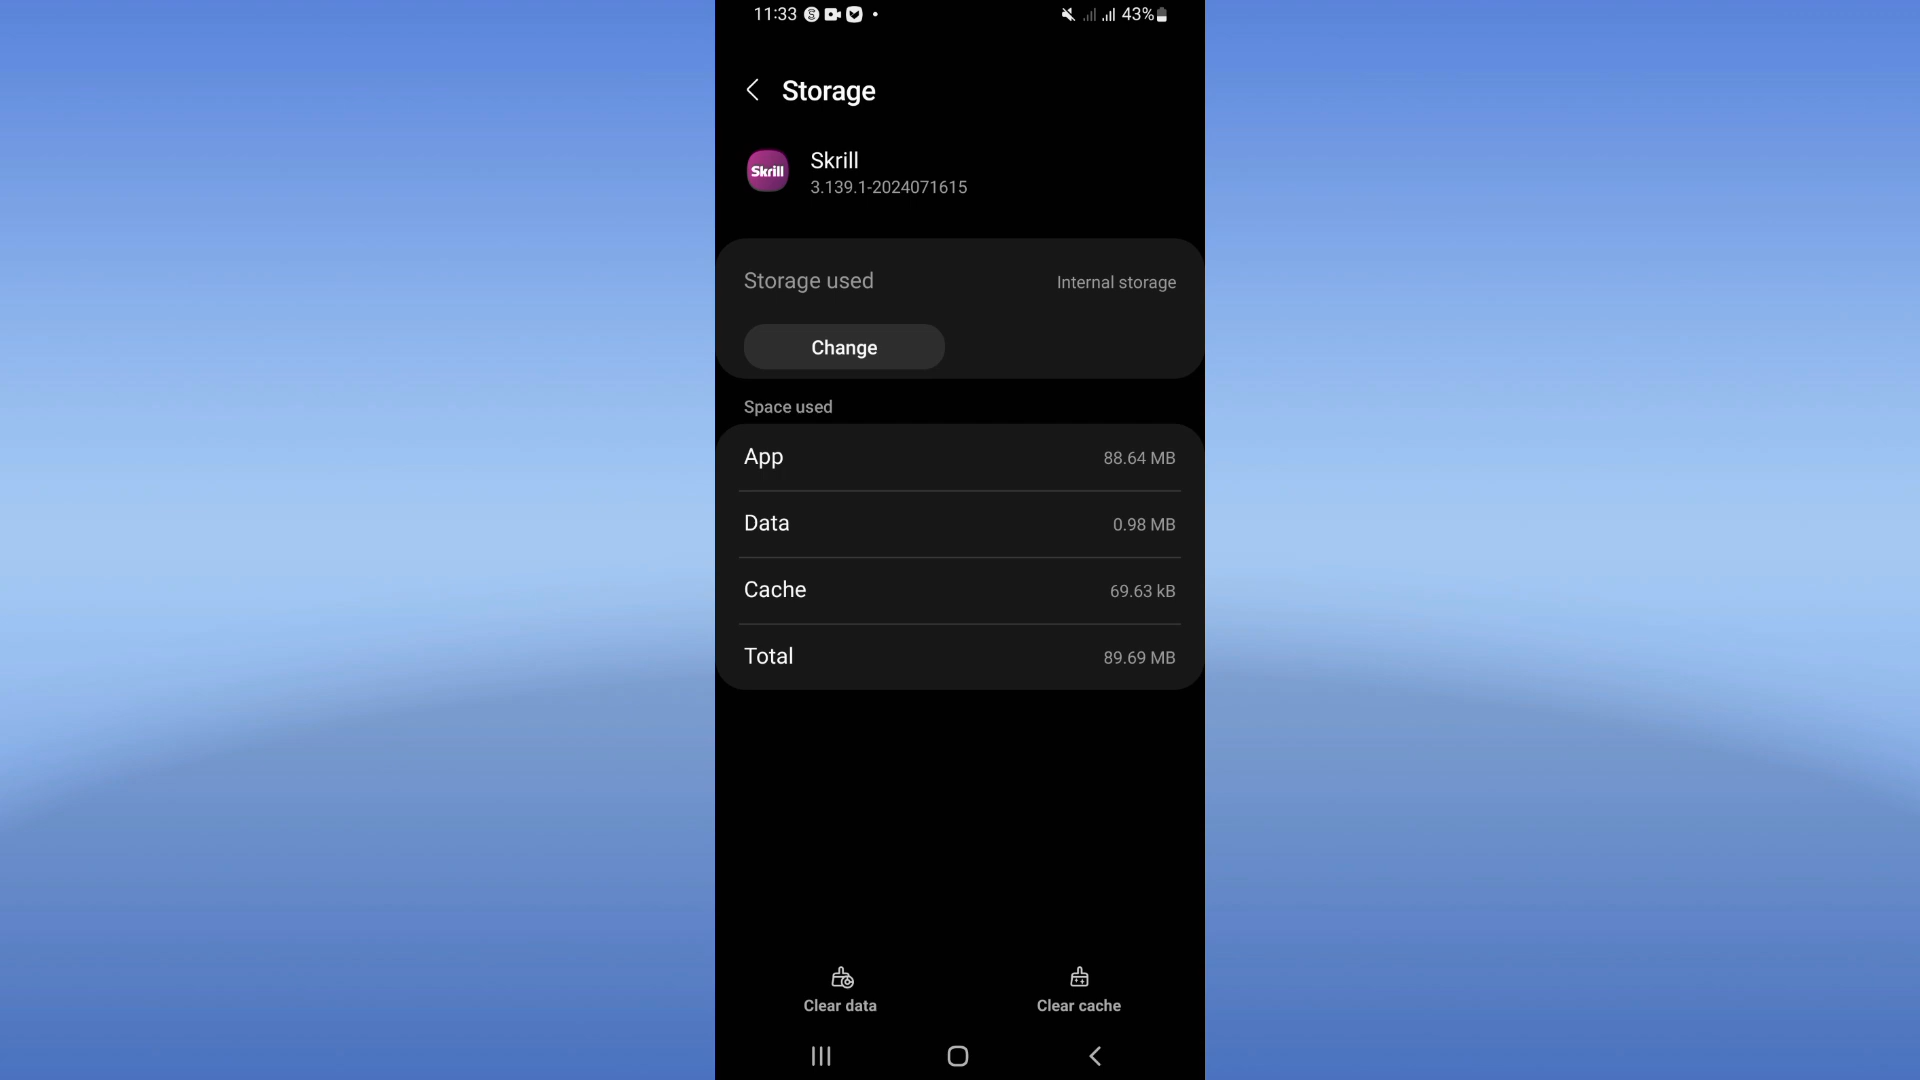 11:33 43%
Storage
Skrill
Skrill
3.139.1-2024071615
Storage used Internal storage
Change
Space used
App 88.64 MB
Data 0.98 MB
Cache 69.63 kB
Total 89.69 MB
Clear data Clear cache